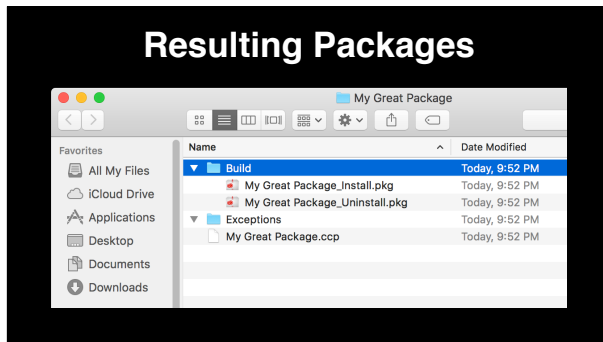 Resulting Packages
My Great Package
Favorites
All My Files
iCloud Drive
Applications
Desktop
Documents
Downloads
Name Date Modified
Build Today, 9:52 PM
My Great Package_Install.pkg Today, 9:52 PM
My Great Package_Uninstall.pkg Today, 9:52 PM
Exceptions Today, 9:52 PM
My Great Package.ccp Today, 9:52 PM